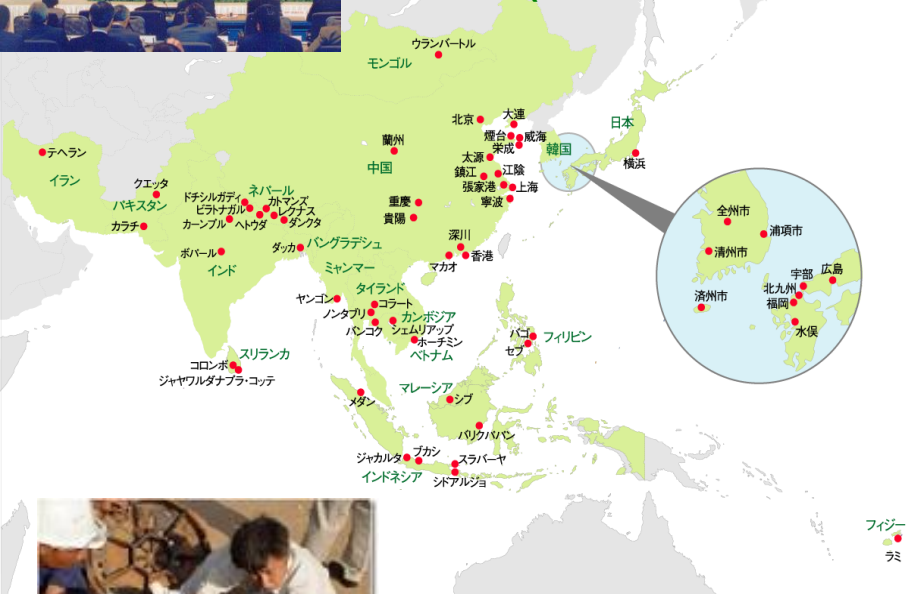 ウランバートル
モンゴル
北京
大連
日本
煙台
威海
栄成
韓国
蘭州
太原
横浜
テヘラン
中国
鎮江
江陰
イラン
クエッタ
張家港
上海
ネパール
ドチシルガディ
カトマンズ
パキスタン
ビラトナガル
レクナス
重慶
寧波
カーンプル
ヘトウダ
ダンクタ
貴陽
カラチ
全州市
浦項市
深川
ダッカ
バングラデシュ
ボパール
香港
清州市
インド
ミャンマー
マカオ
宇部
広島
タイランド
北九州
済州市
ヤンゴン
コラート
福岡
ノンタブリ
カンボジア
バンコク
シェムリアップ
水俣
バゴ
フィリピン
ホーチミン
セブ
スリランカ
ベトナム
コロンボ
ジャヤワルダナプラ・コッテ
マレーシア
シブ
メダン
バリクパパン
ジャカルタ
ブカシ
スラバーヤ
インドネシア
シドアルジョ
フィジー
ラミ